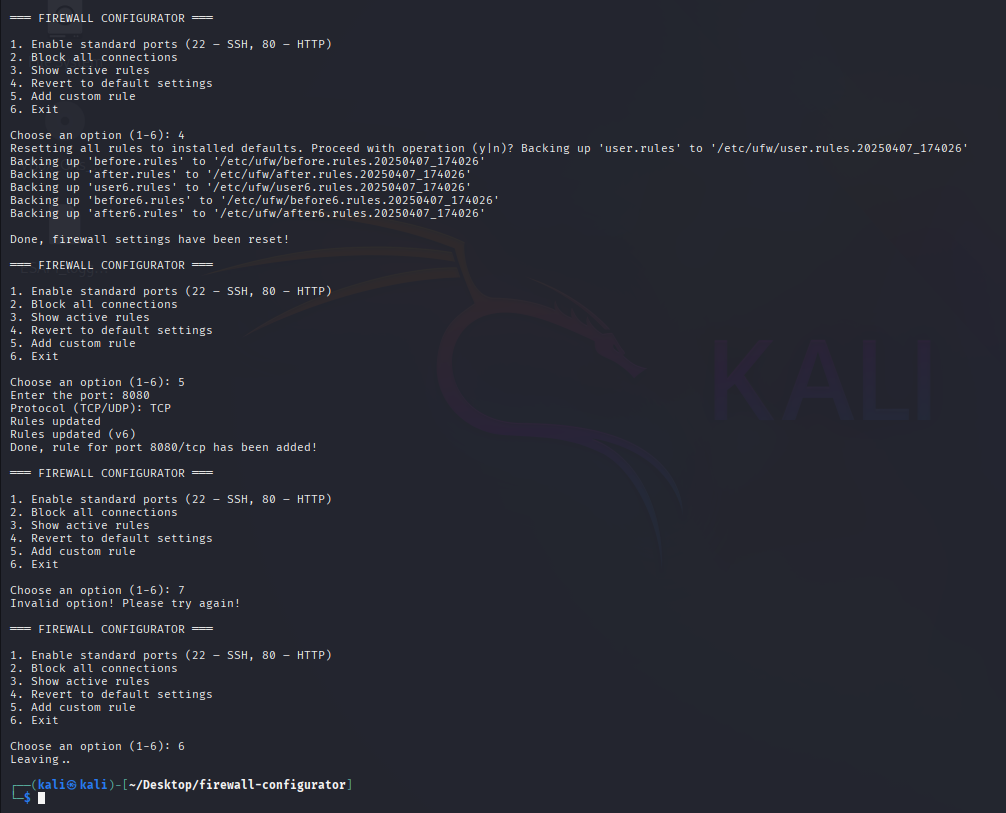 ═══ FIREWALL CONFIGURATOR ═══
1. Enable standard ports (22 – SSH, 80 – HTTP)
2. Block all connections
3. Show active rules
4. Revert to default settings
5. Add custom rule
6. Exit
Choose an option (1-6): 4
Resetting all rules to installed defaults. Proceed with operation (y|n)? Backing up 'user.rules' to '/etc/ufw/user.rules.20250407_174026'
Backing up 'before.rules' to '/etc/ufw/before.rules.20250407_174026'
Backing up 'after.rules' to '/etc/ufw/after.rules.20250407_174026'
Backing up 'user6.rules' to '/etc/ufw/user6.rules.20250407_174026'
Backing up 'before6.rules' to '/etc/ufw/before6.rules.20250407_174026'
Backing up 'after6.rules' to '/etc/ufw/after6.rules.20250407_174026'
Done, firewall settings have been reset!
═══ FIREWALL CONFIGURATOR ═══
1. Enable standard ports (22 – SSH, 80 – HTTP)
2. Block all connections
3. Show active rules
4. Revert to default settings
5. Add custom rule
6. Exit
Choose an option (1-6): 5
Enter the port: 8080
Protocol (TCP/UDP): TCP
Rules updated
Rules updated (v6)
Done, rule for port 8080/tcp has been added!
═══ FIREWALL CONFIGURATOR ═══
1. Enable standard ports (22 – SSH, 80 – HTTP)
2. Block all connections
3. Show active rules
4. Revert to default settings
5. Add custom rule
6. Exit
Choose an option (1-6): 7
Invalid option! Please try again!
═══ FIREWALL CONFIGURATOR ═══
1. Enable standard ports (22 – SSH, 80 – HTTP)
2. Block all connections
3. Show active rules
4. Revert to default settings
5. Add custom rule
6. Exit
Choose an option (1-6): 6
Leaving..
┌──(kali㉿kali)-[~/Desktop/firewall-configurator]
└─$
KALI